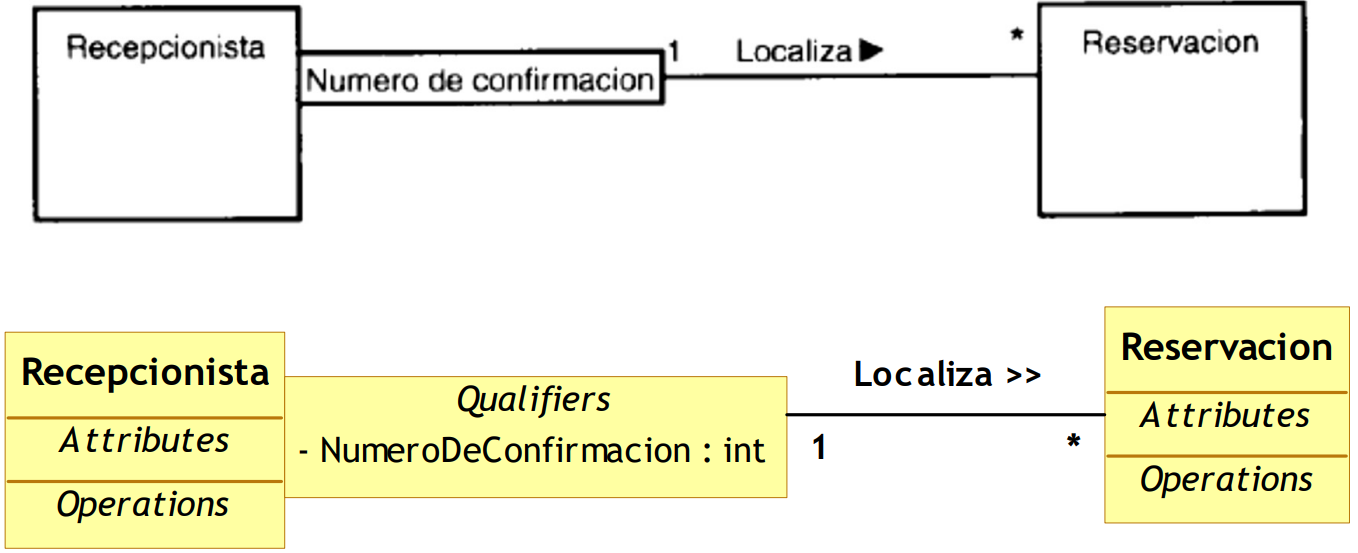 Recepcionista
Numero de confirmacion
1
Localiza ▶
*
Reservacion
Recepcionista
Attributes
Operations
Qualifiers
- NumeroDeConfirmacion : int
Localiza >>
1
*
Reservacion
Attributes
Operations